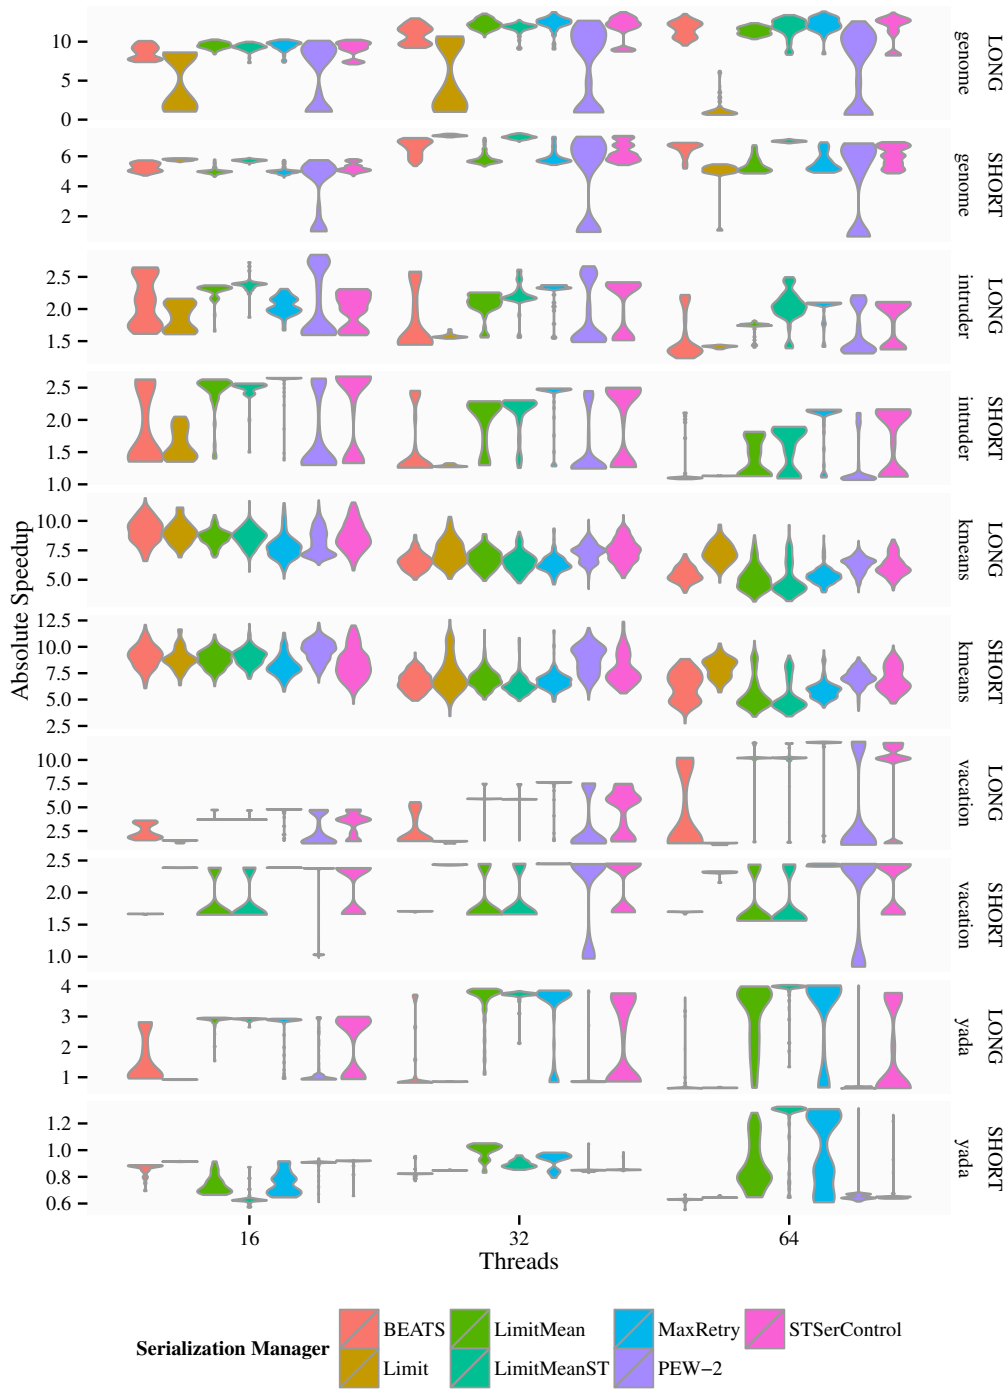 10
5
0
LONG
genome
6
4
2
SHORT
genome
2.5
2.0
1.5
LONG
intruder
2.5
2.0
1.5
1.0
SHORT
intruder
10.0
7.5
5.0
LONG
kmeans
12.5
10.0
7.5
5.0
2.5
SHORT
kmeans
10.0
7.5
5.0
2.5
LONG
vacation
2.5
2.0
1.5
1.0
SHORT
vacation
4
3
2
1
LONG
yada
1.2
1.0
0.8
0.6
SHORT
yada
Absolute Speedup
16 32 64
Threads
Serialization Manager
BEATS LimitMean MaxRetry STSerControl
Limit LimitMeanST PEW−2